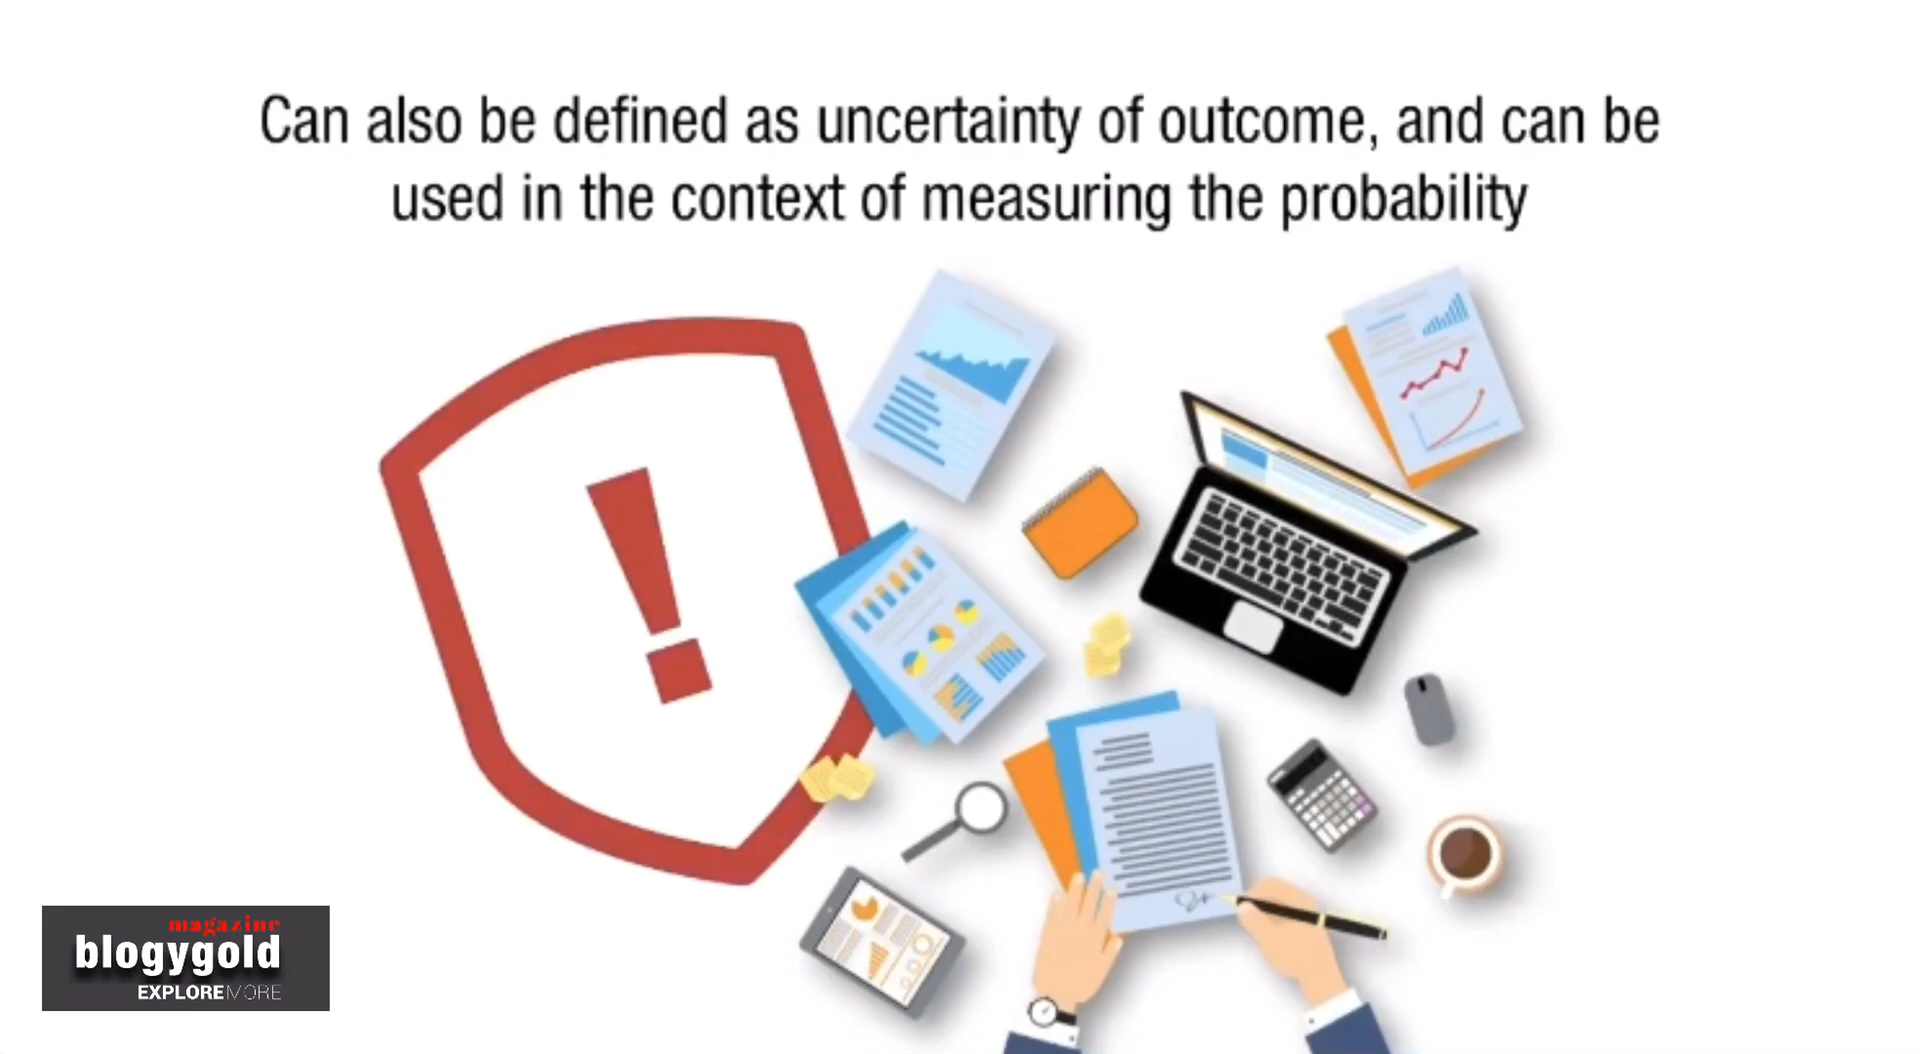 Can also be defined as uncertainty of outcome, and can be
used in the context of measuring the probability
magazine
blogygold
EXPLOREMORE